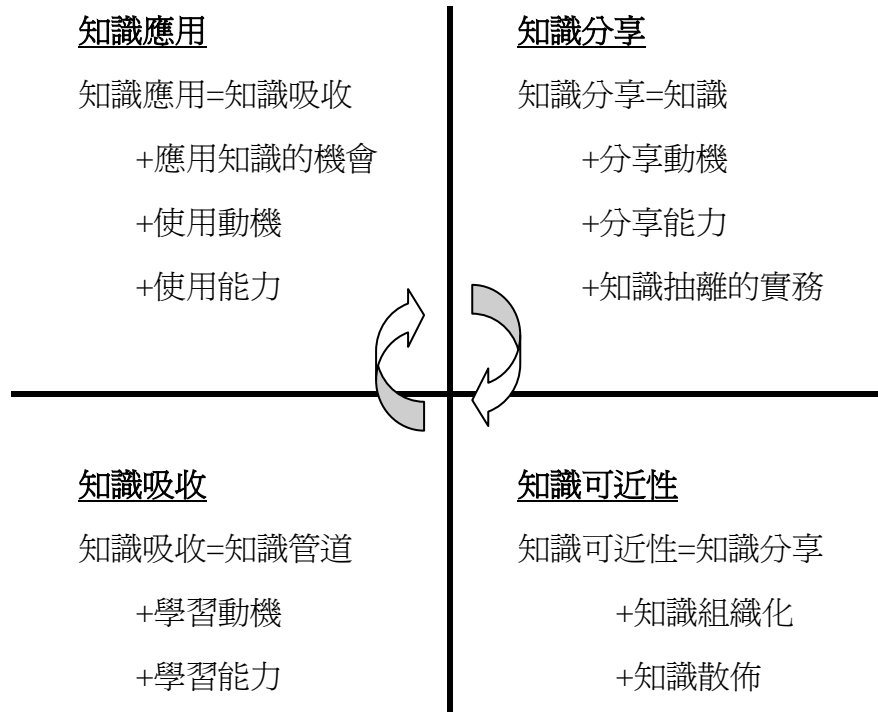 知識應用
知識應用=知識吸收
+應用知識的機會
+使用動機
+使用能力
知識分享
知識分享=知識
+分享動機
+分享能力
+知識抽離的實務
知識吸收
知識吸收=知識管道
+學習動機
+學習能力
知識可近性
知識可近性=知識分享
+知識組織化
+知識散佈